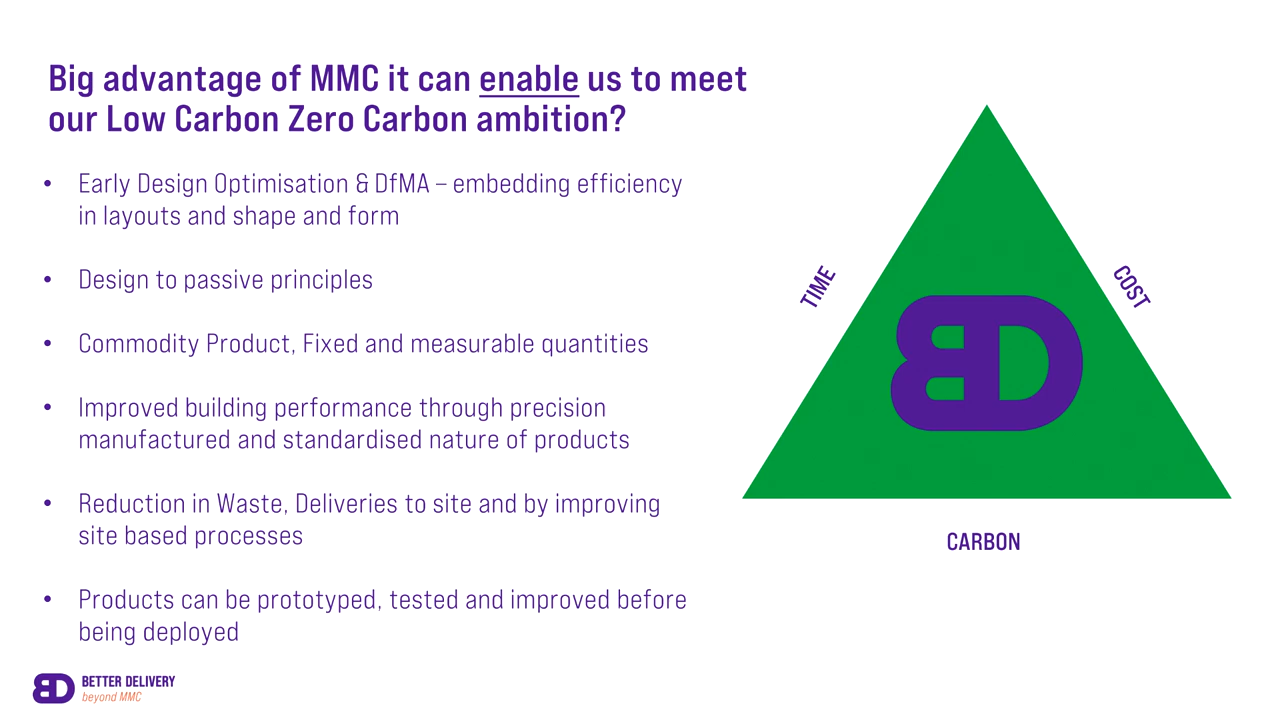 Big advantage of MMC it can enable us to meet
our Low Carbon Zero Carbon ambition?
• Early Design Optimisation & DfMA – embedding efficiency
in layouts and shape and form
• Design to passive principles
• Commodity Product, Fixed and measurable quantities
• Improved building performance through precision
manufactured and standardised nature of products
• Reduction in Waste, Deliveries to site and by improving
site based processes
• Products can be prototyped, tested and improved before
being deployed
TIME
COST
BD
CARBON
BD
BETTER DELIVERY
beyond MMC